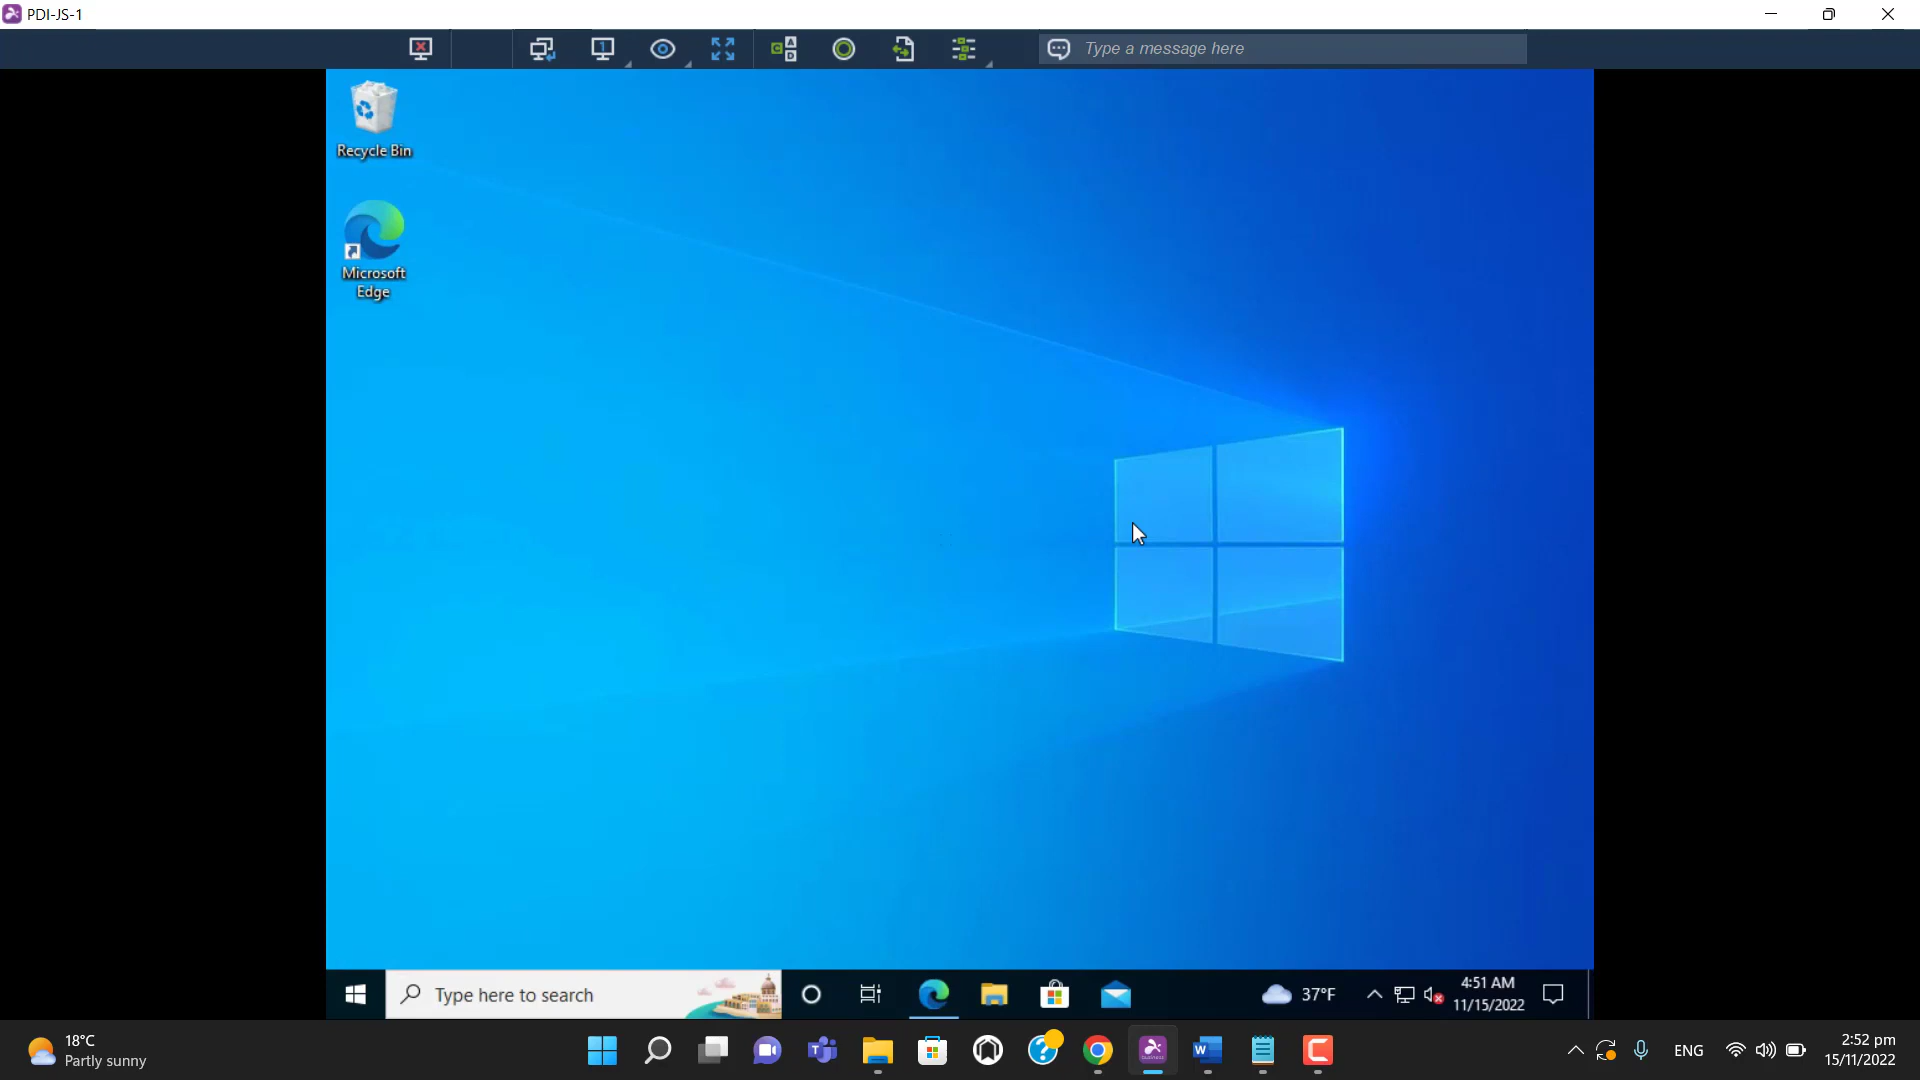 PDI-JS-1
1
C
A
D
Type a message here
Recycle Bin
Microsoft
Edge
Type here to search
37°F
4:51 AM
11/15/2022
18°C
Partly sunny
ENG
2:52 pm
15/11/2022